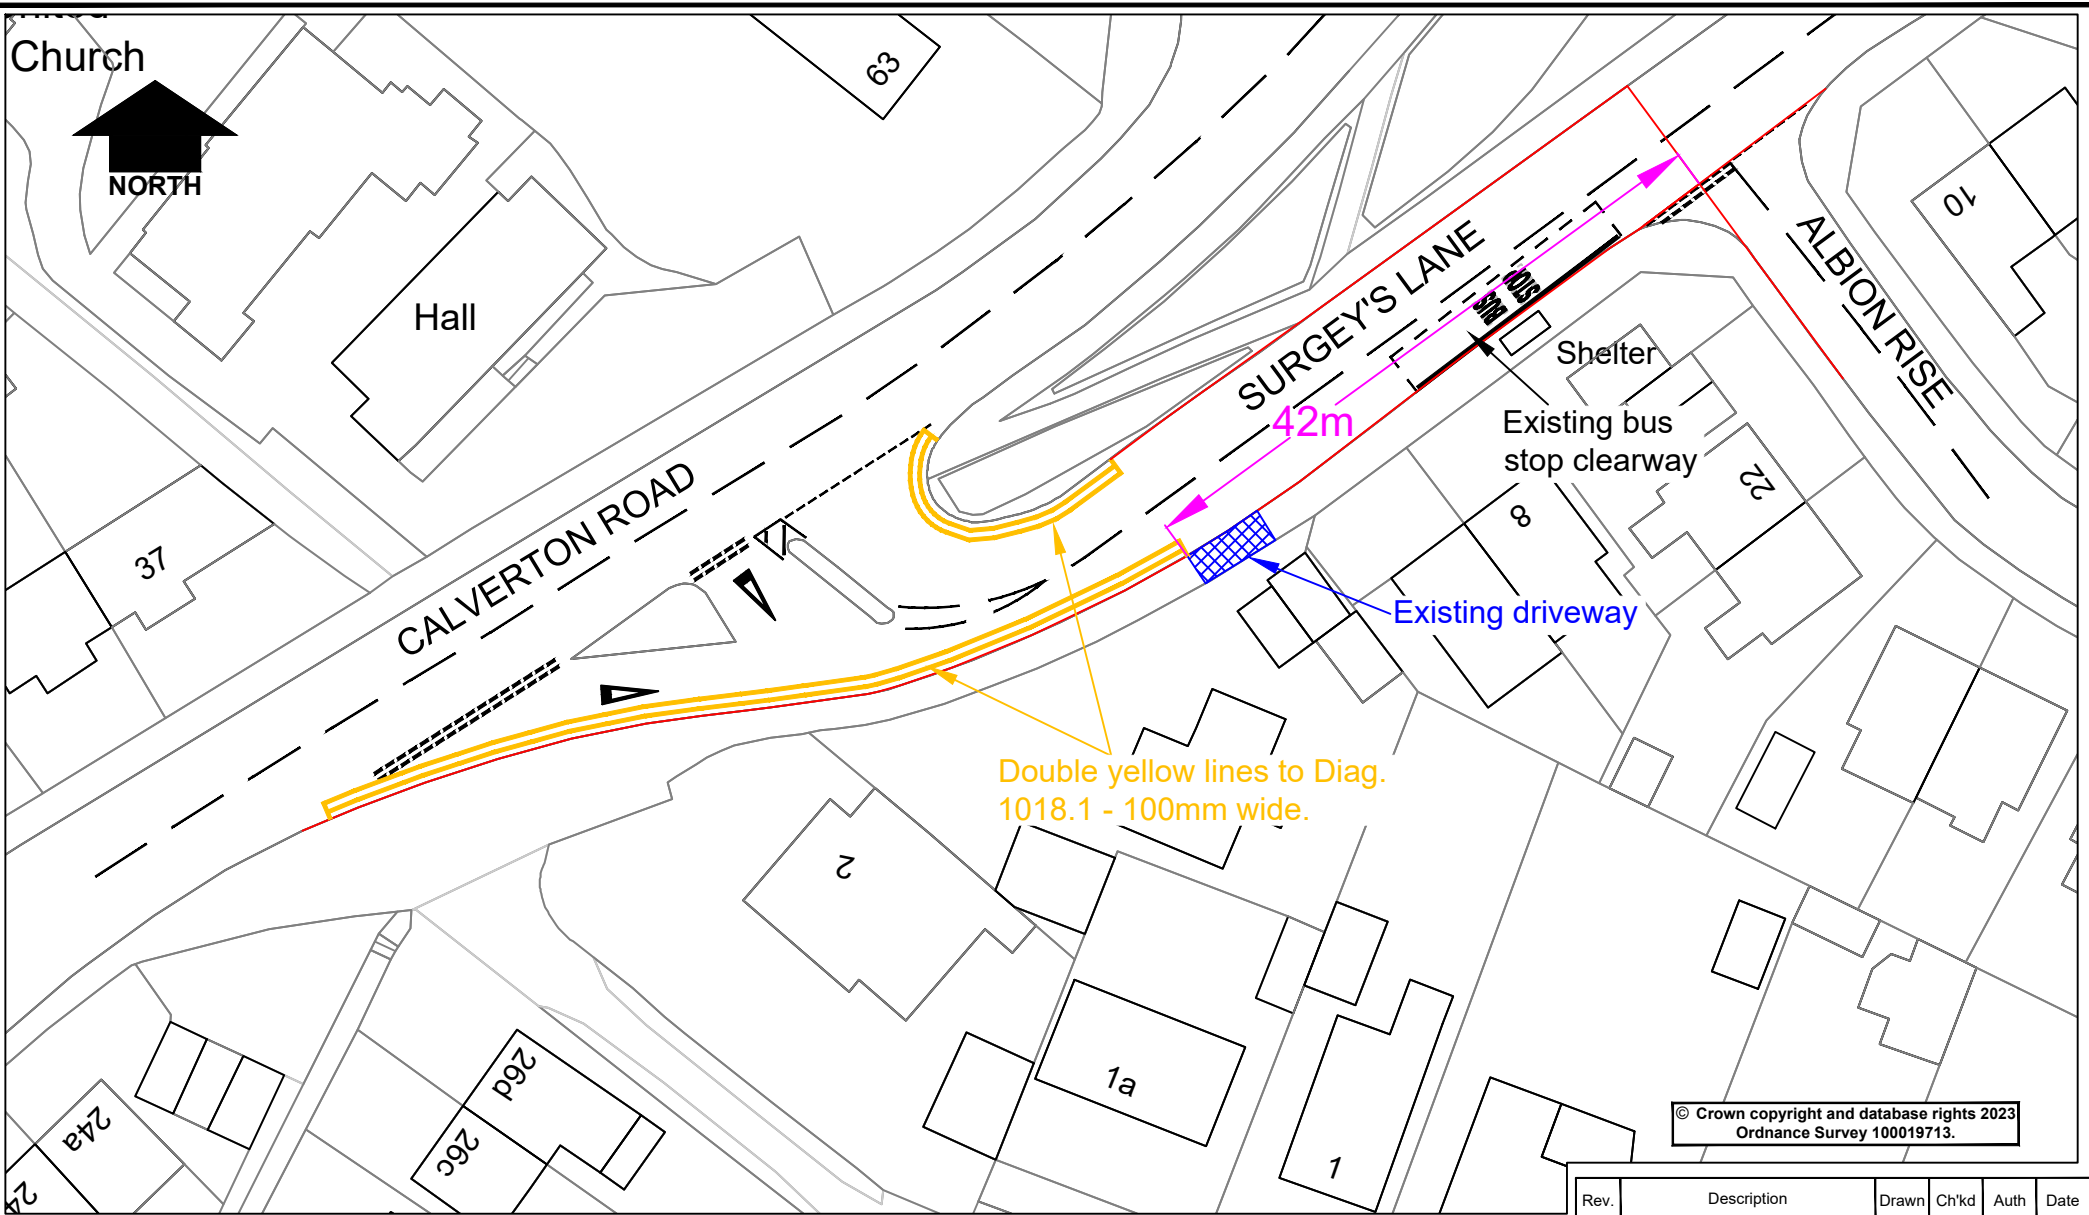 Church
NORTH
63
Hall
37
CALVERTON ROAD
SURGEY'S LANE
42m
BUS
STOP
Shelter
Existing bus
stop clearway
ALBION RISE
10
22
8
Existing driveway
Double yellow lines to Diag.
1018.1 - 100mm wide.
2
1a
1
26d
26c
24a
© Crown copyright and database rights 2023
Ordnance Survey 100019713.
Rev. Description Drawn Ch'kd Auth Date